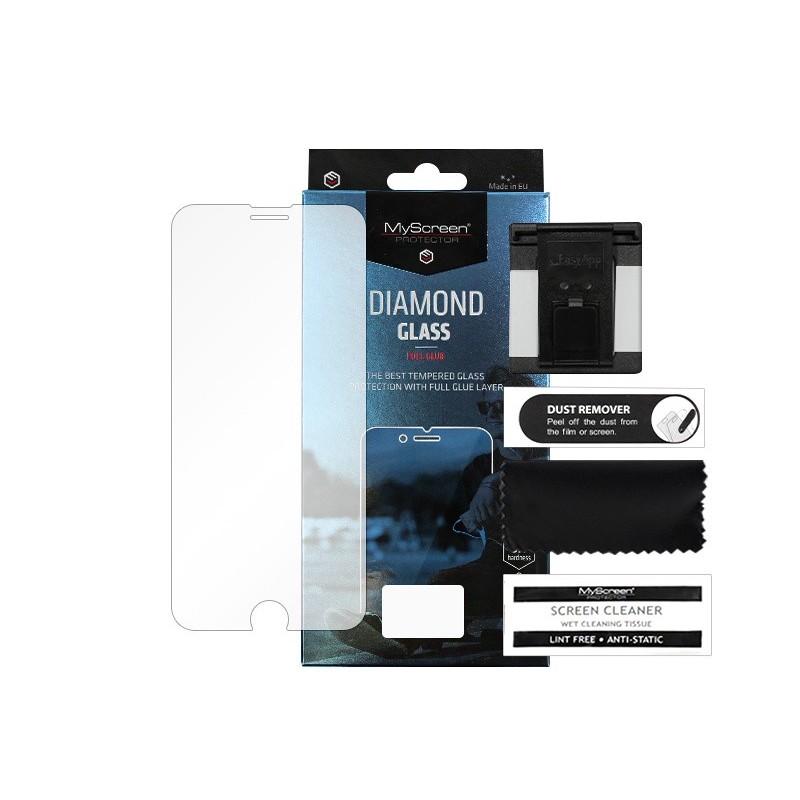 Made in EU
MyScreen®
PROTECTOR
DIAMOND
GLASS
FULL GLUE
THE BEST TEMPERED GLASS
PROTECTION WITH FULL GLUE LAYER
hardness
EasyApp
DUST REMOVER
Peel off the dust from
the film or screen.
MyScreen®
PROTECTOR
SCREEN CLEANER
WET CLEANING TISSUE
LINT FREE • ANTI-STATIC